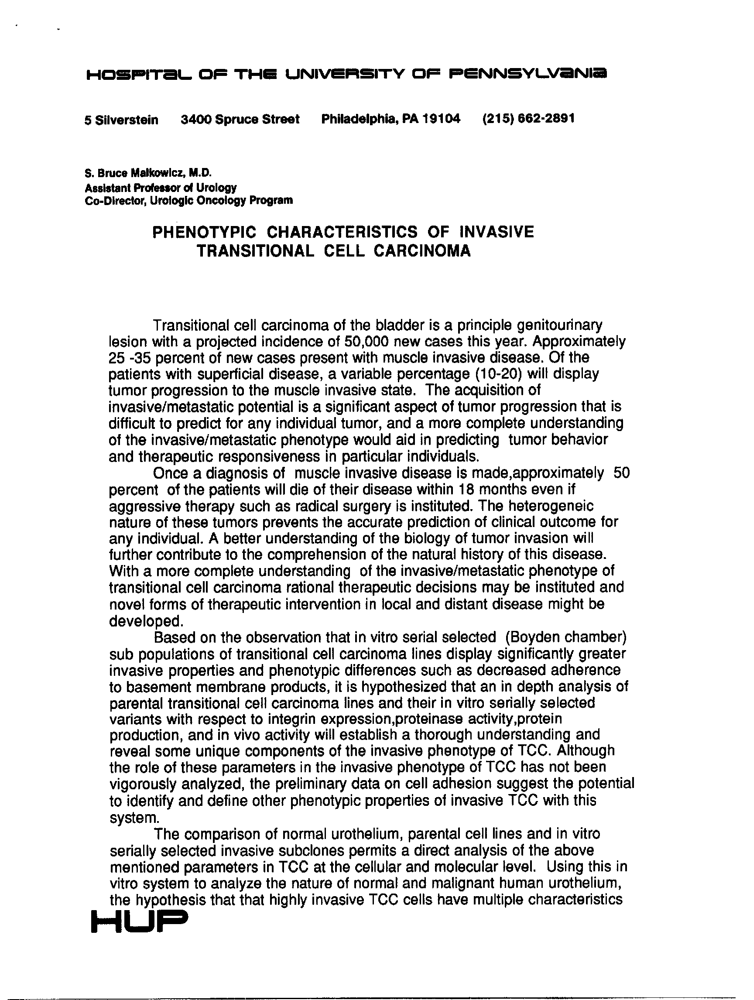 HOSPITAL OF THE UNIVERSITY OF PENNSYLVANIA
5 Silverstein 3400 Spruce Street Philadelphia, PA 19104 (215) 662-2891
S. Bruce Malkowicz, M.D.
Assistant Professor of Urology
Co-Director, Urologic Oncology Program
PHENOTYPIC CHARACTERISTICS OF INVASIVE
TRANSITIONAL CELL CARCINOMA
Transitional cell carcinoma of the bladder is a principle genitourinary
lesion with a projected incidence of 50,000 new cases this year. Approximately
25 -35 percent of new cases present with muscle invasive disease. Of the
patients with superficial disease, a variable percentage (10-20) will display
tumor progression to the muscle invasive state. The acquisition of
invasive/metastatic potential is a significant aspect of tumor progression that is
difficult to predict for any individual tumor, and a more complete understanding
of the invasive/metastatic phenotype would aid in predicting tumor behavior
and therapeutic responsiveness in particular individuals.
Once a diagnosis of muscle invasive disease is made,approximately 50
percent of the patients will die of their disease within 18 months even if
aggressive therapy such as radical surgery is instituted. The heterogeneic
nature of these tumors prevents the accurate prediction of clinical outcome for
any individual. A better understanding of the biology of tumor invasion will
further contribute to the comprehension of the natural history of this disease.
With a more complete understanding of the invasive/metastatic phenotype of
transitional cell carcinoma rational therapeutic decisions may be instituted and
novel forms of therapeutic intervention in local and distant disease might be
developed.
Based on the observation that in vitro serial selected (Boyden chamber)
sub populations of transitional cell carcinoma lines display significantly greater
invasive properties and phenotypic differences such as decreased adherence
to basement membrane products, it is hypothesized that an in depth analysis of
parental transitional cell carcinoma lines and their in vitro serially selected
variants with respect to integrin expression,proteinase activity,protein
production, and in vivo activity will establish a thorough understanding and
reveal some unique components of the invasive phenotype of TCC. Although
the role of these parameters in the invasive phenotype of TCC has not been
vigorously analyzed, the preliminary data on cell adhesion suggest the potential
to identify and define other phenotypic properties of invasive TCC with this
system.
The comparison of normal urothelium, parental cell lines and in vitro
serially selected invasive subclones permits a direct analysis of the above
mentioned parameters in TCC at the cellular and molecular level. Using this in
vitro system to analyze the nature of normal and malignant human urothelium,
the hypothesis that that highly invasive TCC cells have multiple characteristics
HUP